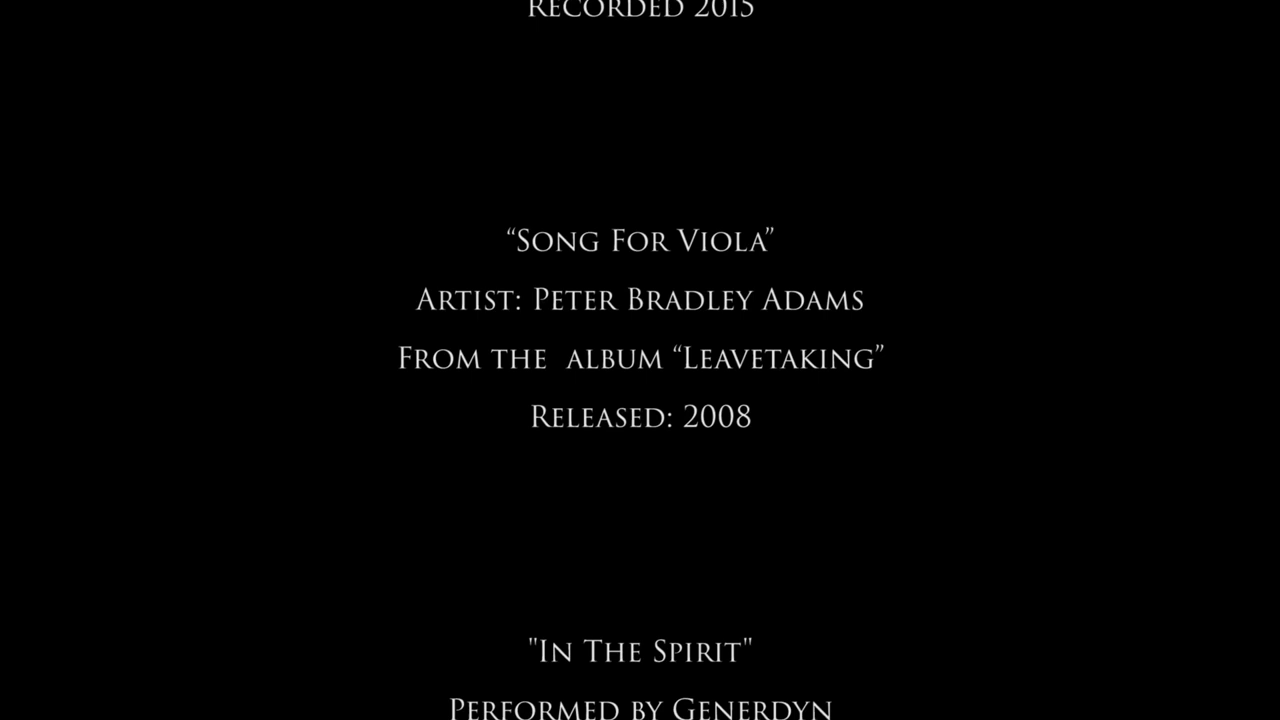 Recorded 2015
“Song For Viola”
Artist: Peter Bradley Adams
From the album “Leavetaking”
Released: 2008
"In The Spirit"
Performed by Generdyn